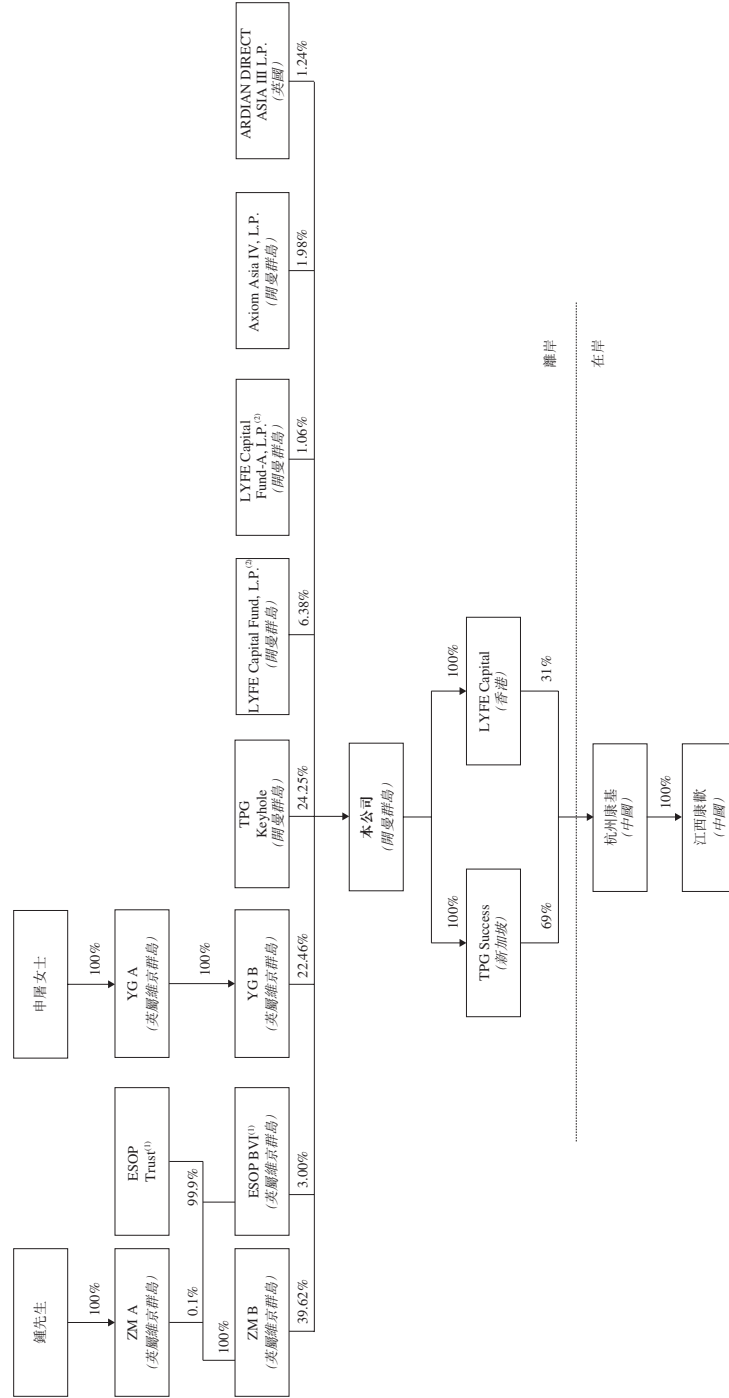 鍾先生
申屠女士
100%
100%
ZM A
(英屬維京群島)
ESOP
Trust(1)
YG A
(英屬維京群島)
0.1%
99.9%
100%
100%
ZM B
(英屬維京群島)
ESOP BVI(1)
(英屬維京群島)
YG B
(英屬維京群島)
TPG
Keyhole
(開曼群島)
LYFE Capital Fund, L.P.(2)
(開曼群島)
LYFE Capital
Fund-A, L.P.(2)
(開曼群島)
Axiom Asia IV, L.P.
(開曼群島)
ARDIAN DIRECT
ASIA III L.P.
(英國)
39.62%
3.00%
22.46%
24.25%
6.38%
1.06%
1.98%
1.24%
本公司
(開曼群島)
100%
100%
TPG Success
(新加坡)
LYFE Capital
(香港)
69%
31%
離岸
在岸
杭州康基
(中國)
100%
江西康歡
(中國)